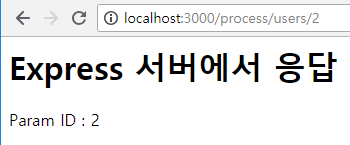 localhost:3000/process/users/2
Express 서버에서 응답
Param ID : 2